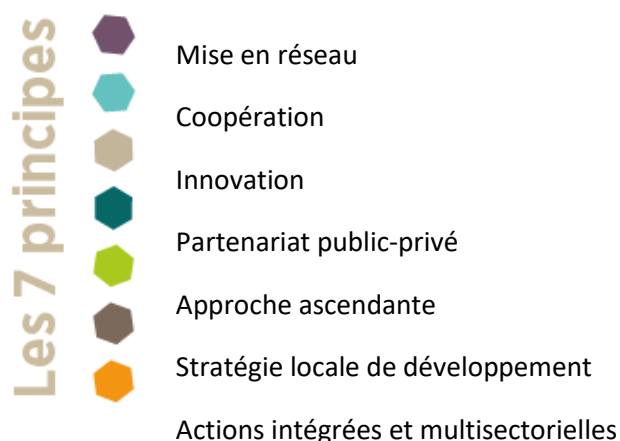 Les 7 principes
Mise en réseau
Coopération
Innovation
Partenariat public-privé
Approche ascendante
Stratégie locale de développement
Actions intégrées et multisectorielles